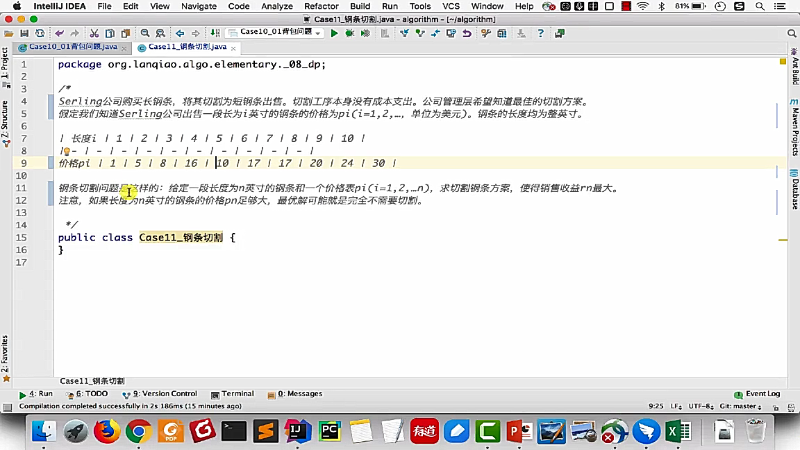 IntelliJ IDEA File Edit View Navigate Code Analyze Refactor Build Run Tools VCS Window Help 81%
Case11_钢条切割.java - algorithm - [~/algorithm]
Case10_01背包问题
Case10_01背包问题.java Case11_钢条切割.java
1: Project
7: Structure
2: Favorites
Ant Build
Maven Projects
Database
1 package org.lanqiao.algo.elementary._08_dp;
2
3 /*
4 Serling公司购买长钢条，将其切割为短钢条出售。切割工序本身没有成本支出。公司管理层希望知道最佳的切割方案。
5 假定我们知道Serling公司出售一段长为i英寸的钢条的价格为pi(i=1,2,…, 单位为美元)。钢条的长度均为整英寸。
6
7 | 长度i | 1 | 2 | 3 | 4 | 5 | 6 | 7 | 8 | 9 | 10 |
8 | - | - | - | - | - | - | - | - | - | - |
9 价格pi | 1 | 5 | 8 | 16 | 10 | 17 | 17 | 20 | 24 | 30 |
10
11 钢条切割问题是这样的：给定一段长度为n英寸的钢条和一个价格表pi(i=1,2,…n)，求切割钢条方案，使得销售收益rn最大。
12 注意，如果长度为n英寸的钢条的价格pn足够大，最优解可能就是完全不需要切割。
13
14 */
15 public class Case11_钢条切割 {
16 }
17
Case11_钢条切割
4: Run 6: TODO 9: Version Control Terminal 0: Messages Event Log
Compilation completed successfully in 2s 186ms (15 minutes ago) 9:25 LF÷ UTF-8÷ Git: master÷